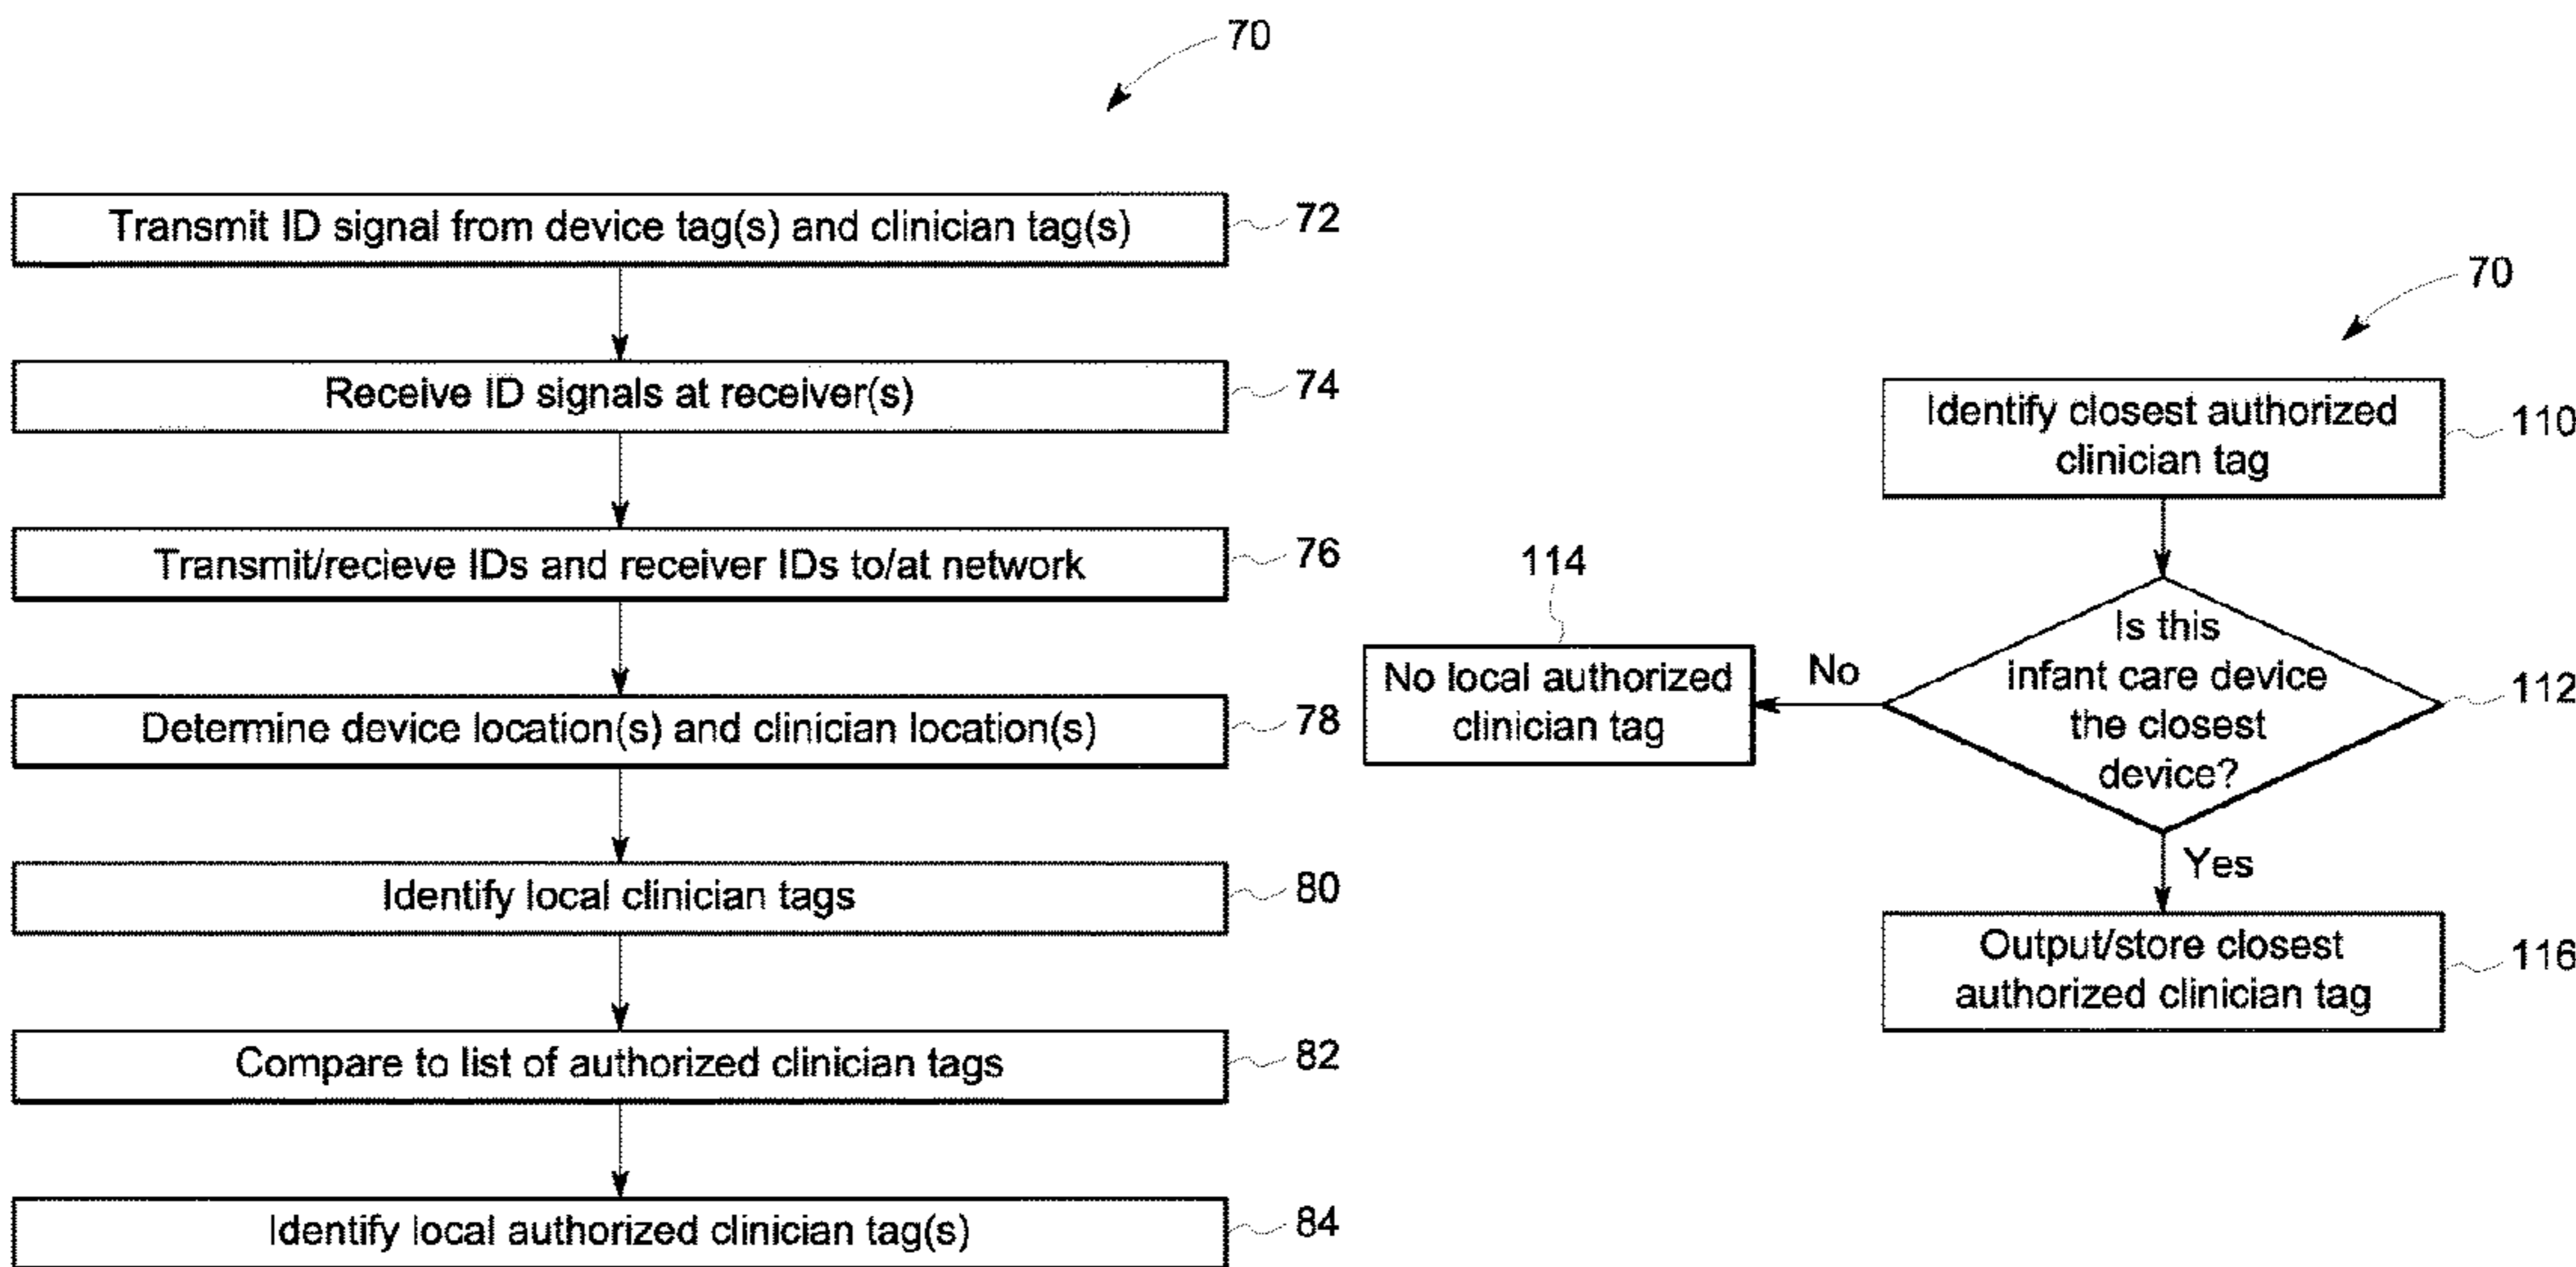 70
Transmit ID signal from device tag(s) and clinician tag(s)
72
Receive ID signals at receiver(s)
74
Transmit/recieve IDs and receiver IDs to/at network
76
Determine device location(s) and clinician location(s)
78
Identify local clinician tags
80
Compare to list of authorized clinician tags
82
Identify local authorized clinician tag(s)
84
70
Identify closest authorized
clinician tag
110
Is this
infant care device
the closest
device?
112
No
114
No local authorized
clinician tag
Yes
Output/store closest
authorized clinician tag
116